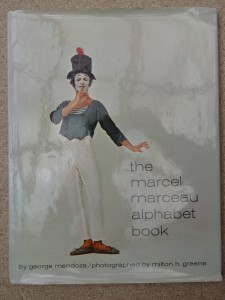 the
marcel
marceau
alphabet
book
by george mendoza/photographed by milton h. greene